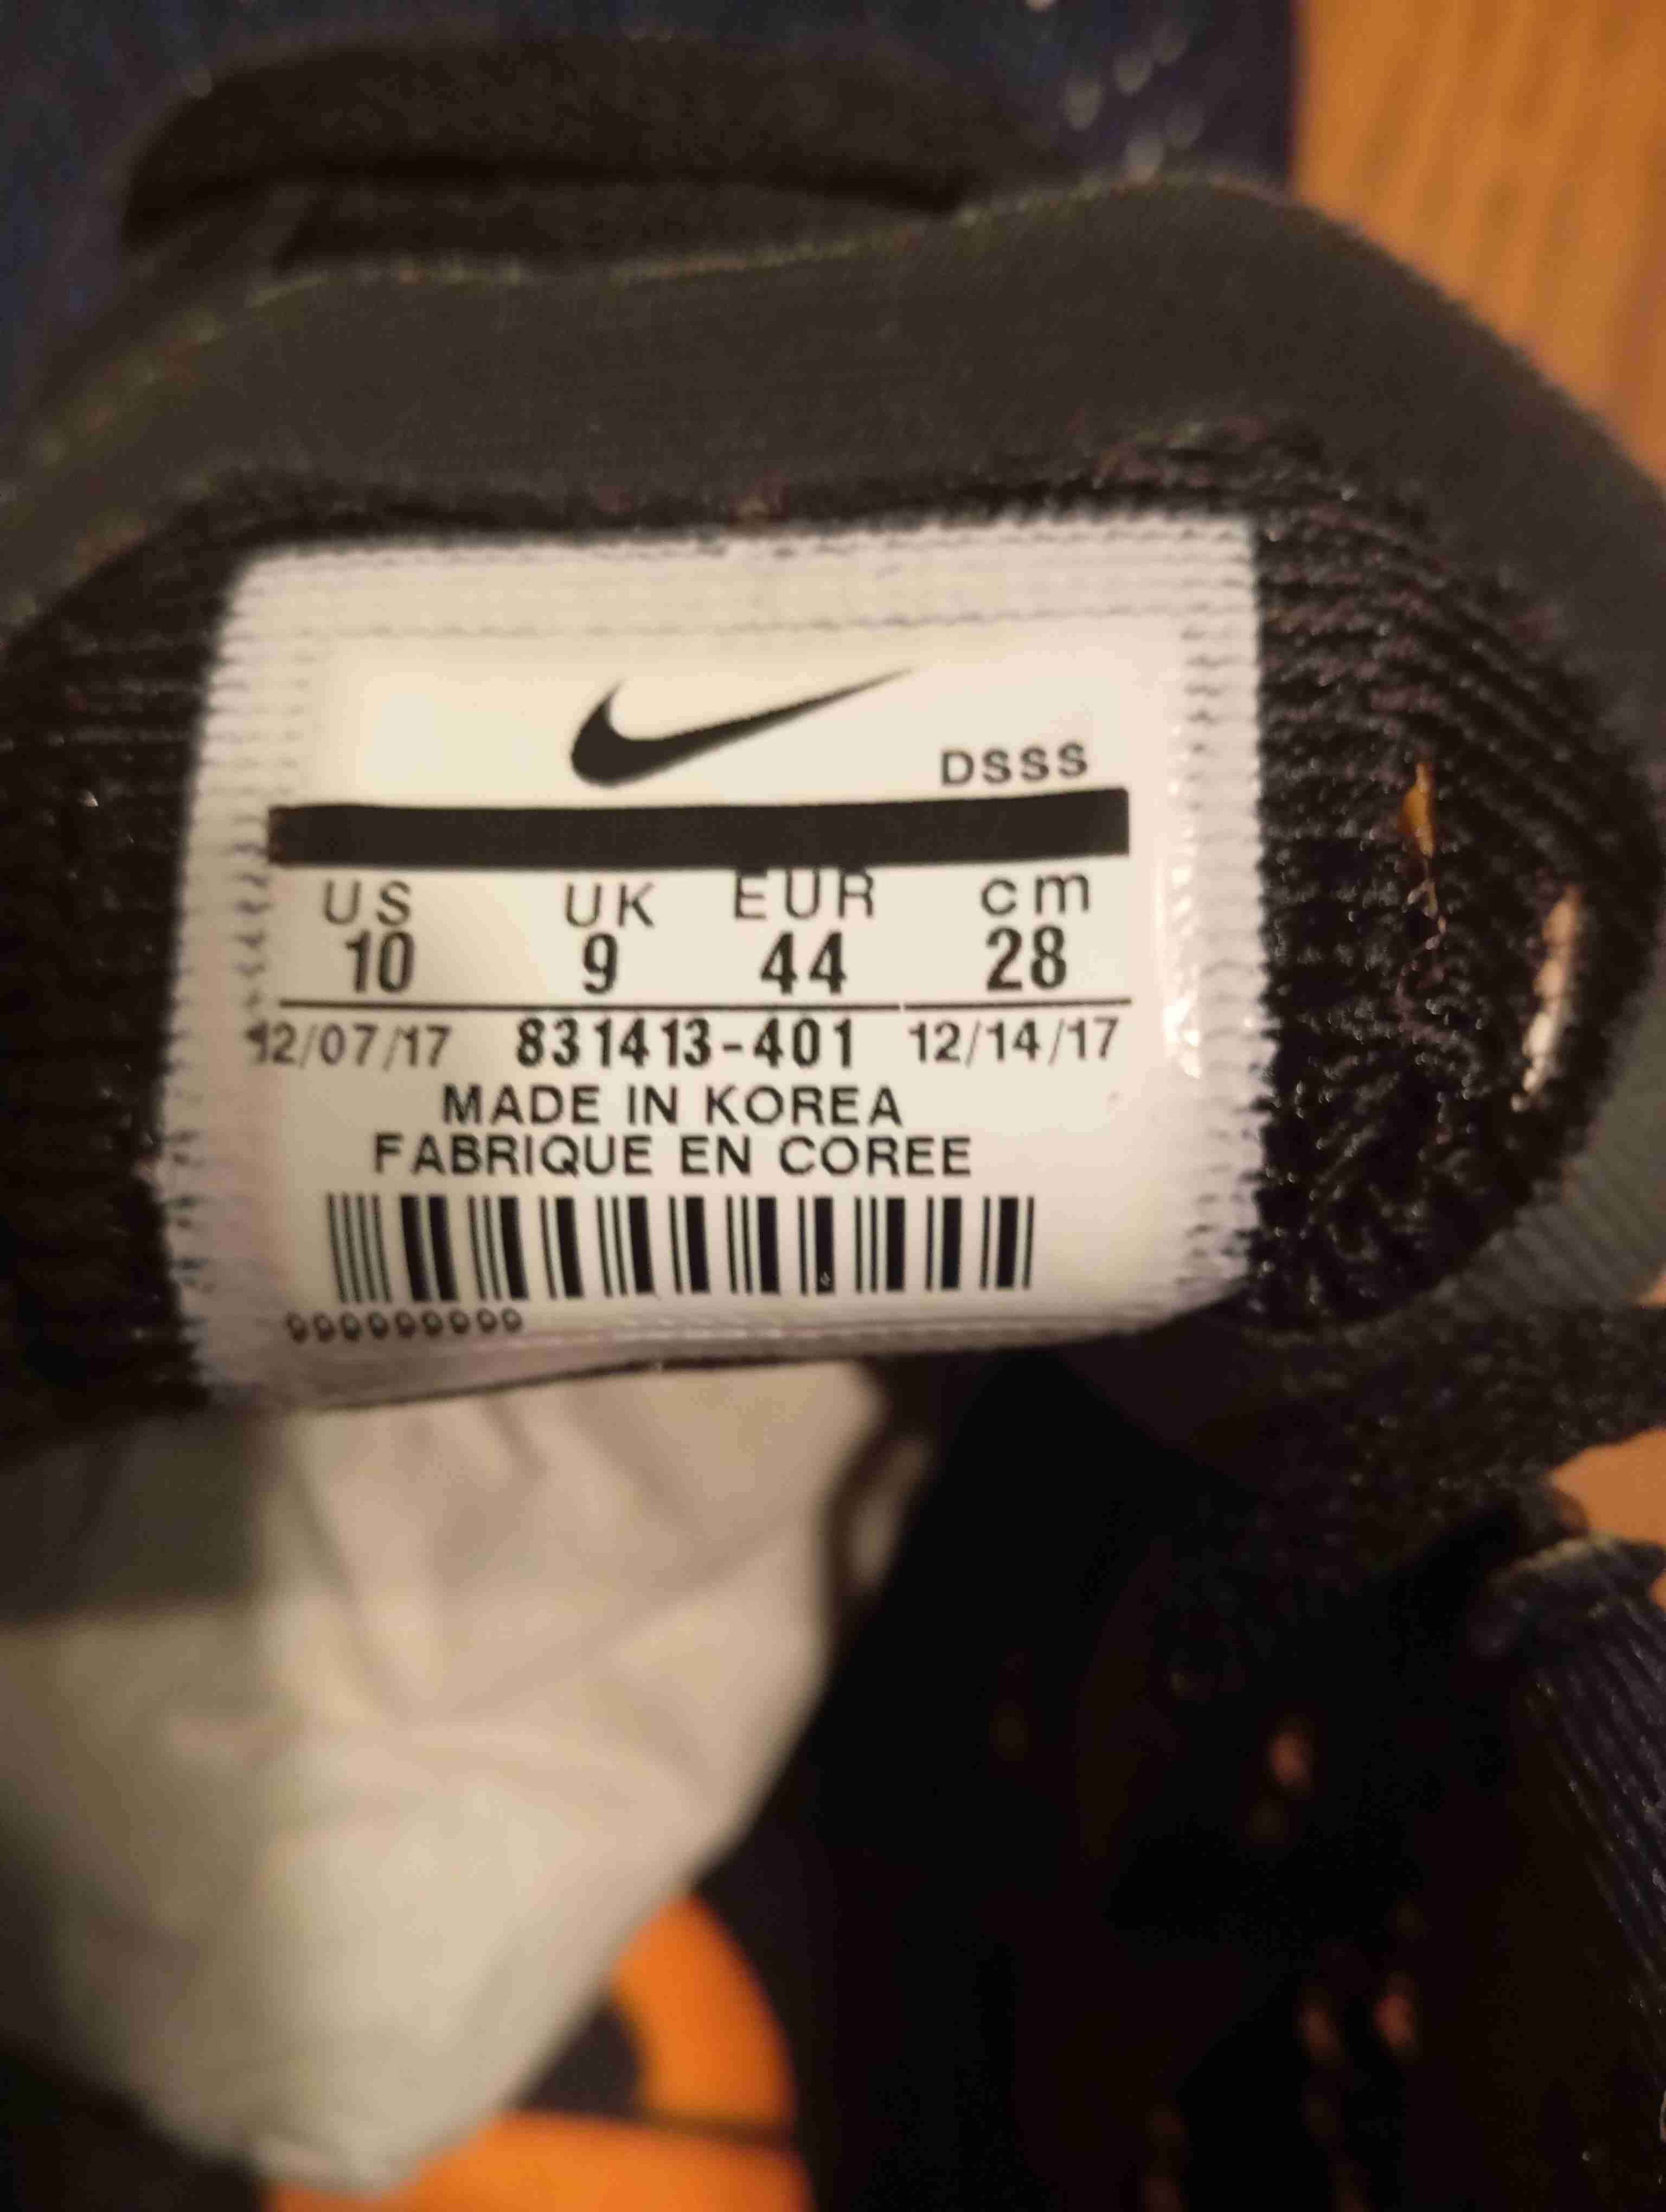 DSSS
US UK EUR cm
10 9 44 28
12/07/17 831413-401 12/14/17
MADE IN KOREA
FABRIQUE EN COREE